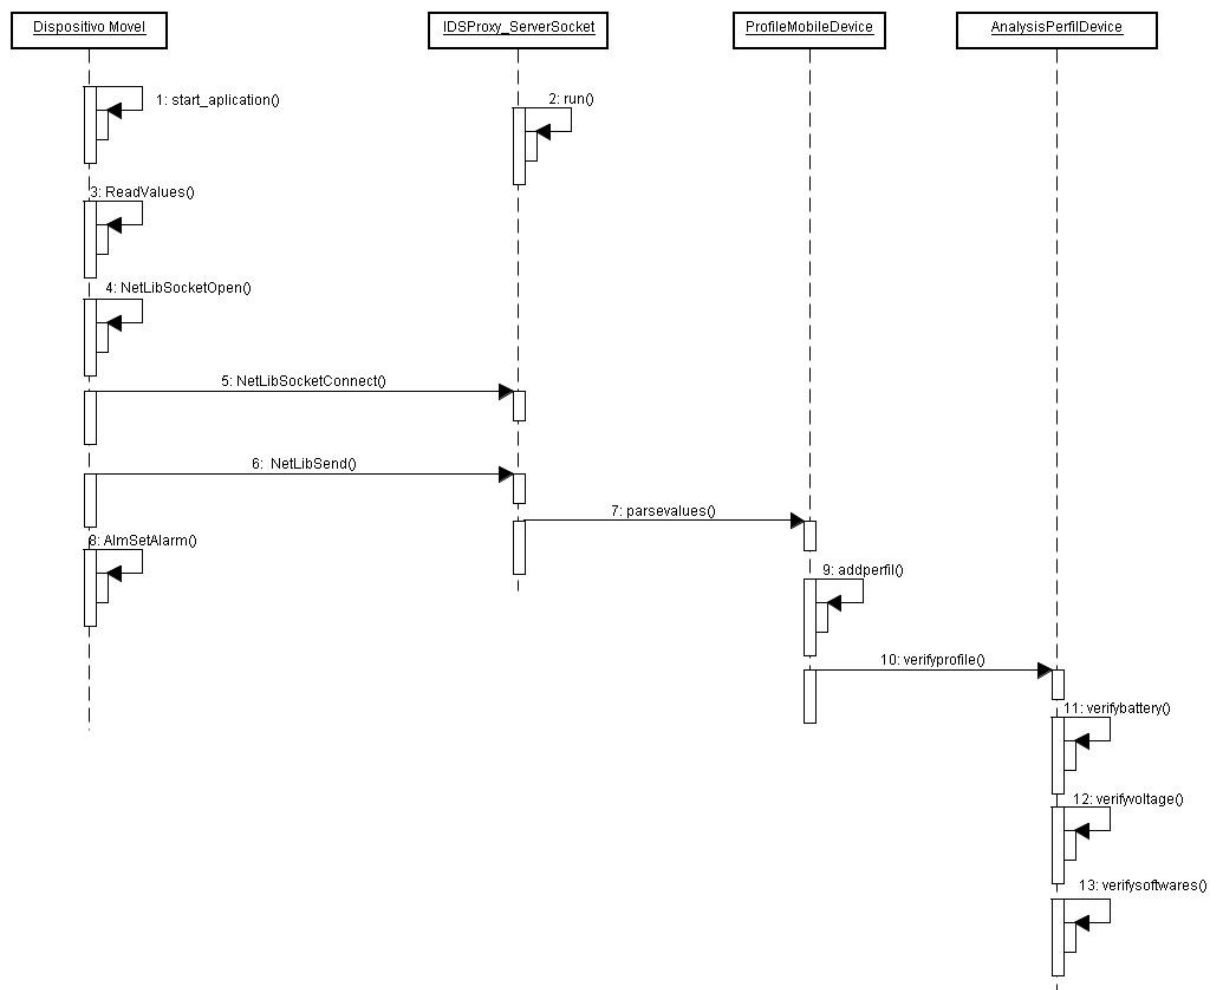 Dispositivo Movel
IDSProxy_ServerSocket
ProfileMobileDevice
AnalysisPerfilDevice
1: start_aplication()
2: run()
3: ReadValues()
4: NetLibSocketOpen()
5: NetLibSocketConnect()
6: NetLibSend()
7: parsevalues()
8: AlmSetAlarm()
9: addperfil()
10: verifyprofile()
11: verifybattery()
12: verifyvoltage()
13: verifysoftwares()